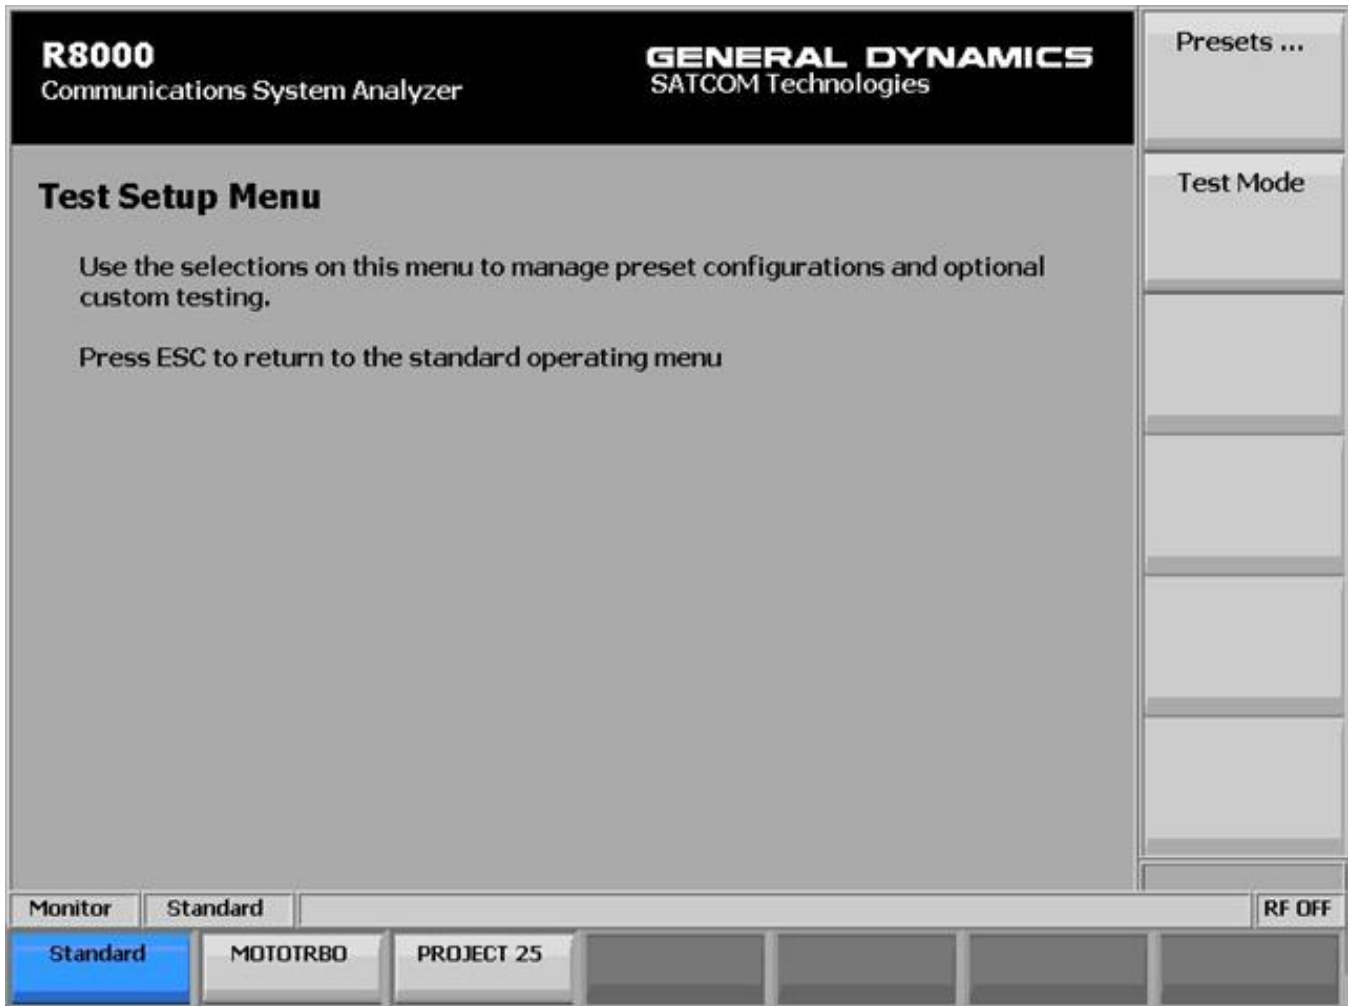 R8000
Communications System Analyzer
GENERAL DYNAMICS
SATCOM Technologies
Test Setup Menu
Use the selections on this menu to manage preset configurations and optional
custom testing.
Press ESC to return to the standard operating menu
Presets ...
Test Mode
Monitor
Standard
RF OFF
Standard
MOTOTRBO
PROJECT 25